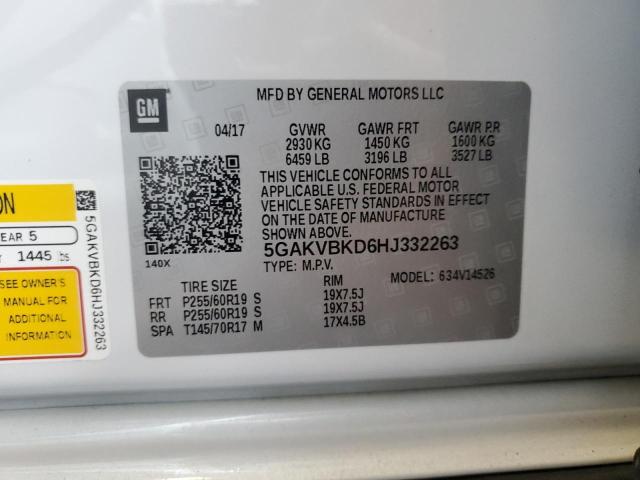 GM
MFD BY GENERAL MOTORS LLC
04/17 GVWR GAWR FRT GAWR RR
2930 KG 1450 KG 1600 KG
6459 LB 3196 LB 3527 LB
THIS VEHICLE CONFORMS TO ALL
APPLICABLE U.S. FEDERAL MOTOR
VEHICLE SAFETY STANDARDS IN EFFECT
ON THE DATE OF MANUFACTURE
SHOWN ABOVE.
140X
5GAKVBKD6HJ332263
TYPE: M.P.V. MODEL: 634V14526
TIRE SIZE RIM
FRT P255/60R19 S 19X7.5J
RR P255/60R19 S 19X7.5J
SPA T145/70R17 M 17X4.5B
ON
EAR 5
1445 lbs
SEE OWNER'S
MANUAL FOR
ADDITIONAL
INFORMATION
5GAKVBKD6HJ332263